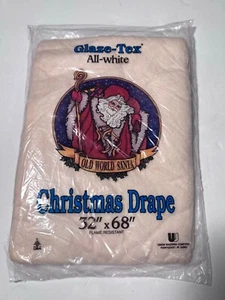 Glaze-Tex®
All-white
OLD WORLD SANTA
Christmas Drape
32" x 68"
FLAME RESISTANT